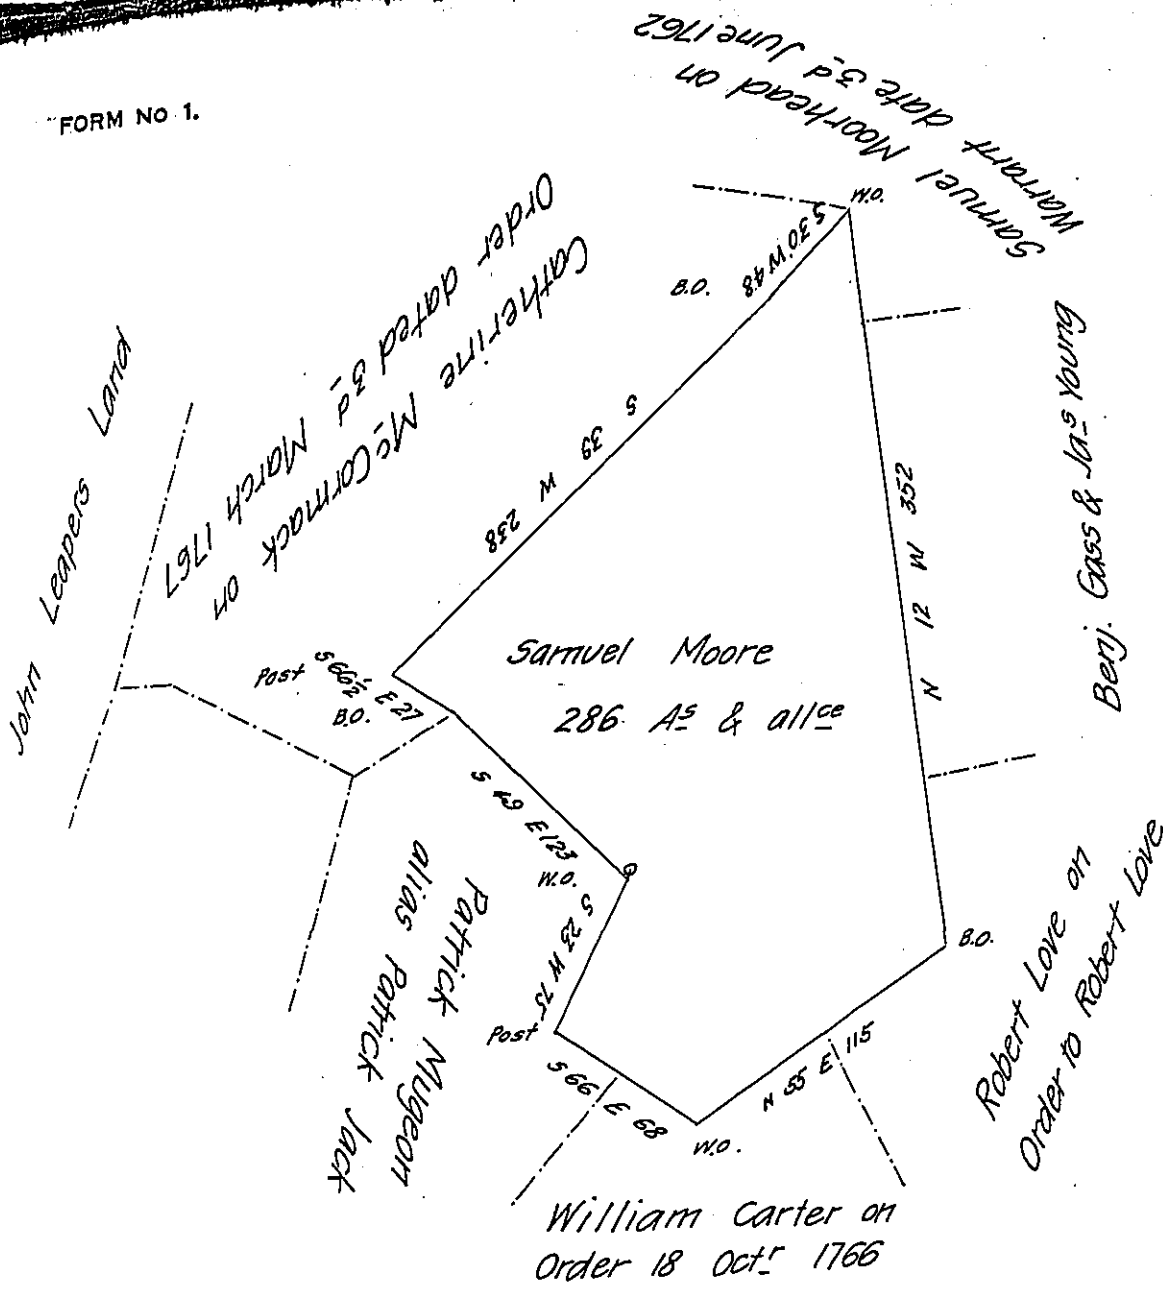 FORM NO 1.
Samuel Moorhead on
Warrant date 3d June 1762
W.O.
S 30 W 48
B.O.
Catherine McCormack on
Order dated 3d March 1767
John Leapers Land
S 39 W 238
Benj. Gass & Jas Young
N 12 W 352
Samuel Moore
286 As & allce
Post
S 66½ E 27
B.O.
S 49 E 123
W.O.
S 23 W 75
Post
Patrick Mugeon
alias Patrick Jack
S 66 E 68
W.O.
N 55 E 115
B.O.
Robert Love on
Order to Robert Love
William Carter on
Order 18 Octr 1766